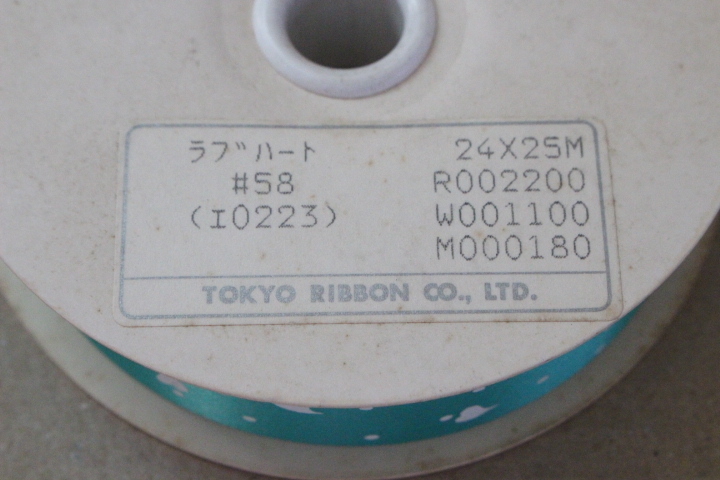 ﾗﾌﾞﾊｰﾄ 24X25M
#58 R002200
(I0223) W001100
M000180
TOKYO RIBBON CO., LTD.